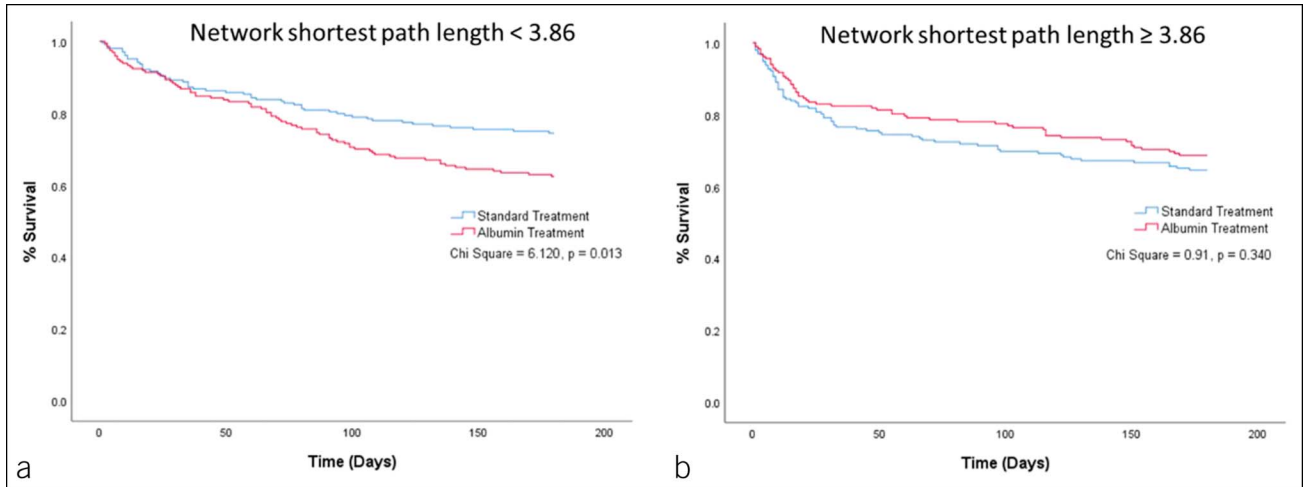 Network shortest path length < 3.86
1.0
0.8
0.6
0.4
0.2
0.0
% Survival
Standard Treatment
Albumin Treatment
Chi Square = 6.120, p = 0.013
0 50 100 150 200
Time (Days)
a
Network shortest path length ≥ 3.86
1.0
0.8
0.6
0.4
0.2
0.0
% Survival
Standard Treatment
Albumin Treatment
Chi Square = 0.91, p = 0.340
0 50 100 150 200
Time (Days)
b